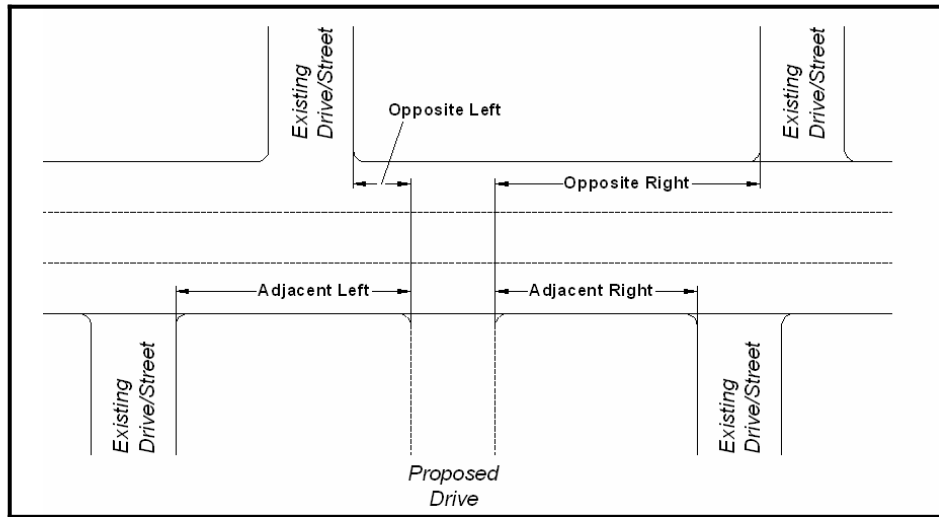 Existing
Drive/Street
Opposite Left
Existing
Drive/Street
Opposite Right
Adjacent Left
Adjacent Right
Existing
Drive/Street
Existing
Drive/Street
Proposed
Drive